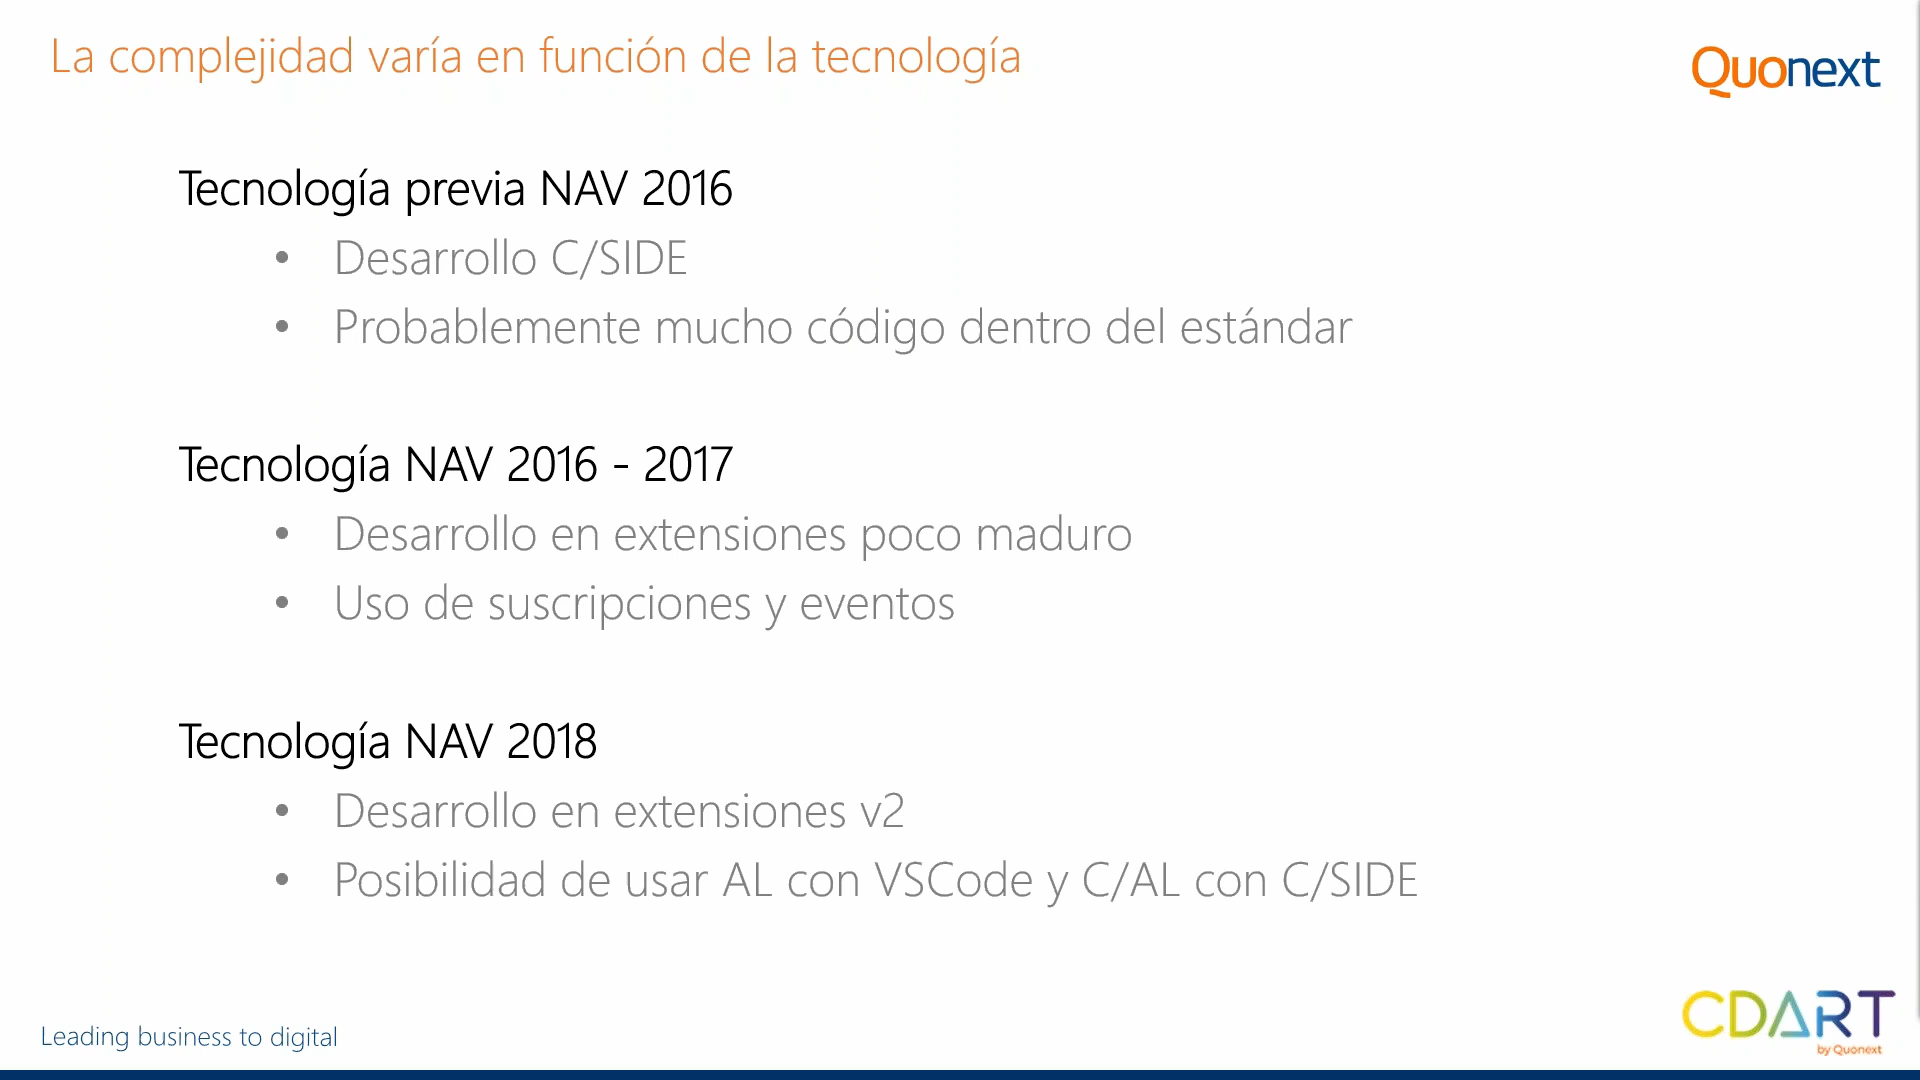 La complejidad varía en función de la tecnología
Quonext
Tecnología previa NAV 2016
• Desarrollo C/SIDE
• Probablemente mucho código dentro del estándar
Tecnología NAV 2016 - 2017
• Desarrollo en extensiones poco maduro
• Uso de suscripciones y eventos
Tecnología NAV 2018
• Desarrollo en extensiones v2
• Posibilidad de usar AL con VSCode y C/AL con C/SIDE
CDART
by Quonext
Leading business to digital